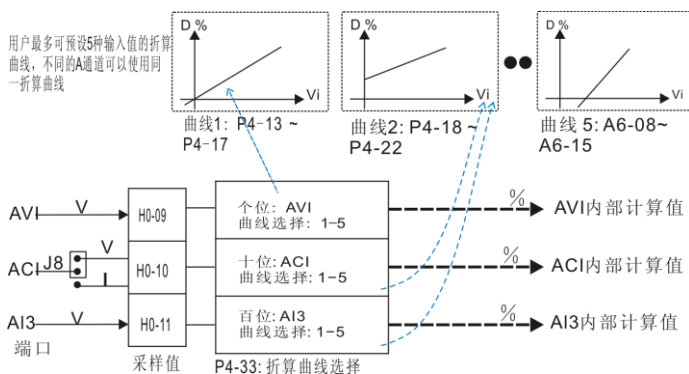 用户最多可预设5种输入值的折算
曲线，不同的A通道可以使用同
一折算曲线
D %
Vi
曲线1: P4-13 ~
P4-17
D %
Vi
曲线2: P4-18 ~
P4-22
D %
Vi
曲线 5: A6-08~
A6-15
AVI
V
H0-09
个位: AVI
曲线选择: 1-5
%
AVI内部计算值
ACI
J8
V
I
H0-10
十位: ACI
曲线选择: 1-5
%
ACI内部计算值
AI3
V
H0-11
百位: AI3
曲线选择: 1-5
%
AI3内部计算值
端口
采样值
P4-33: 折算曲线选择